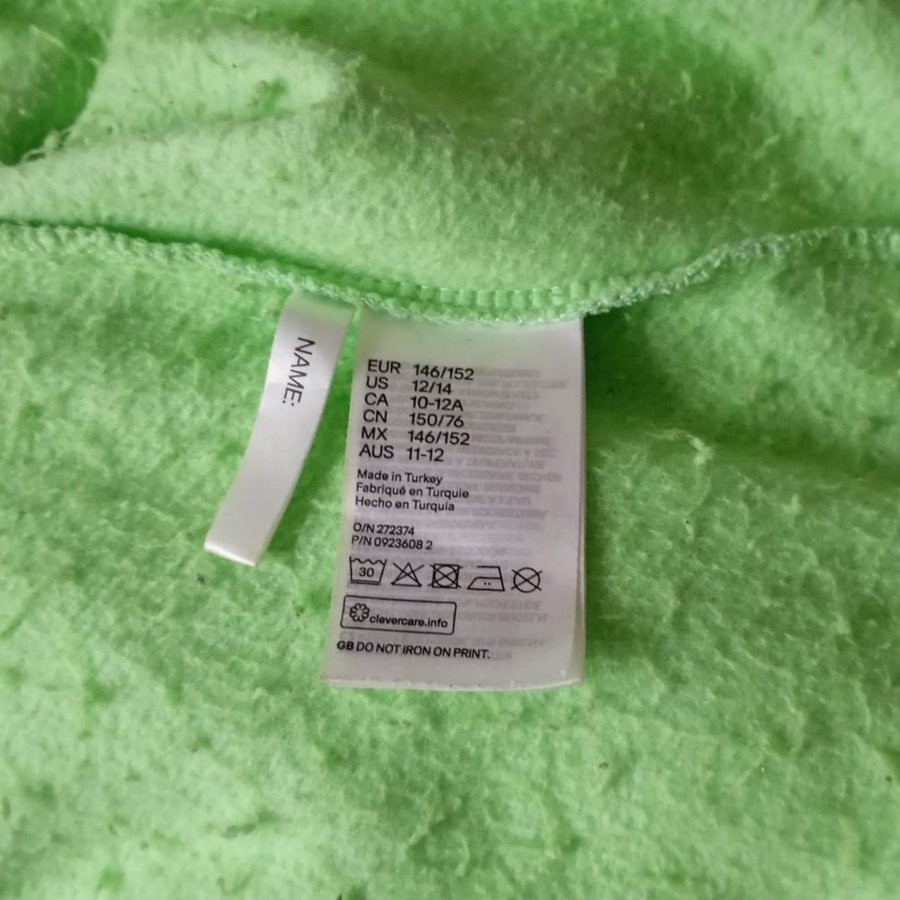 NAME:
EUR 146/152
US 12/14
CA 10-12A
CN 150/76
MX 146/152
AUS 11-12
Made in Turkey
Fabriqué en Turquie
Hecho en Turquía
O/N 272374
P/N 0923608 2
30
clevercare.info
GB DO NOT IRON ON PRINT.